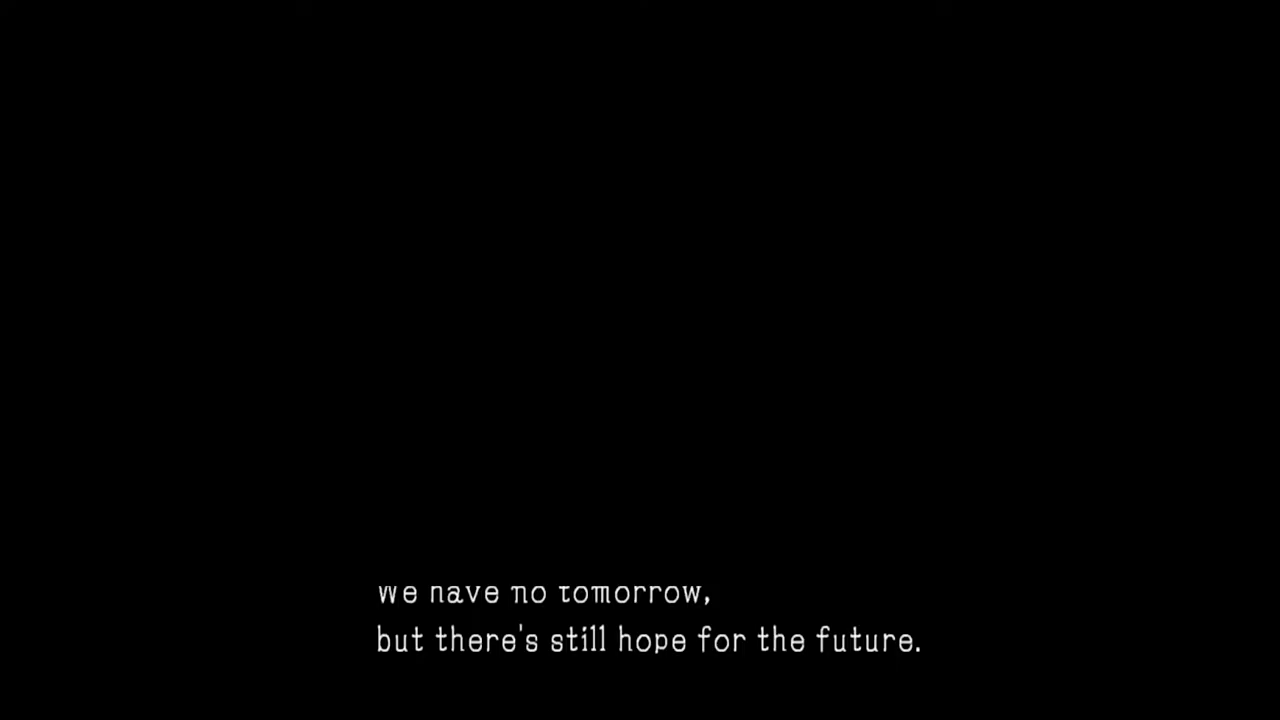 we have no tomorrow,
but there's still hope for the future.